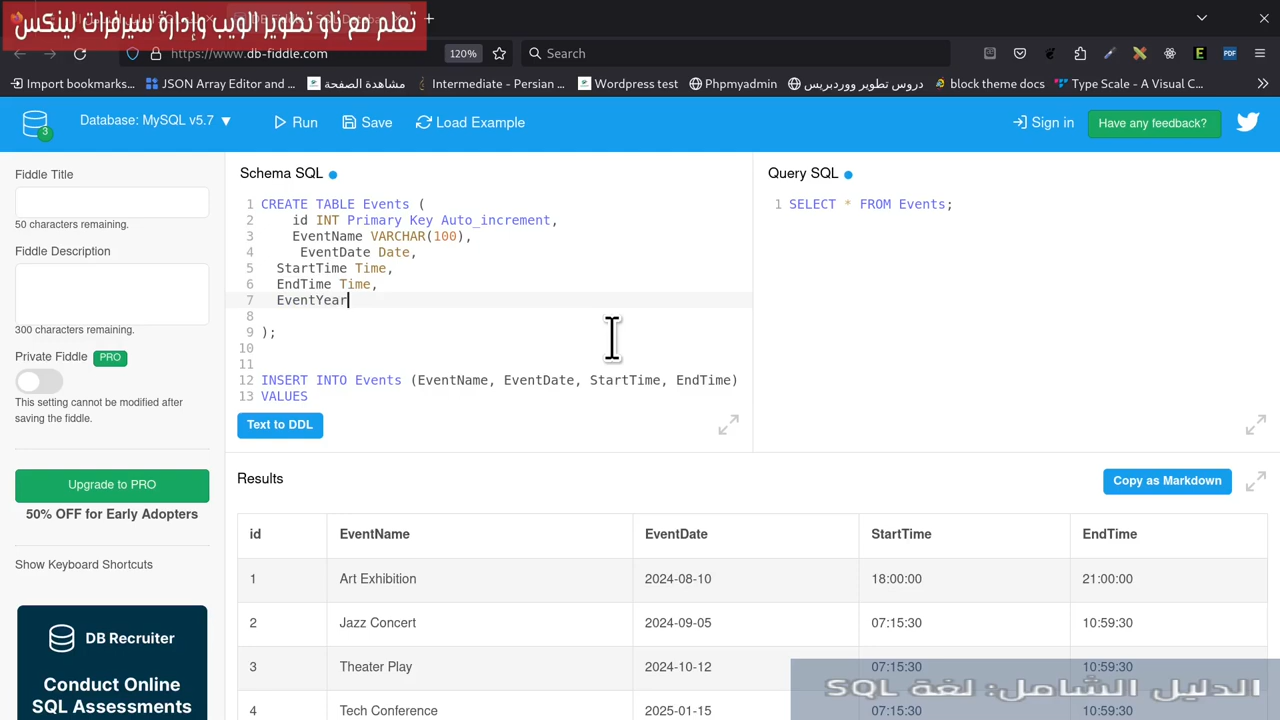 تعلم مع ناو تطوير الويب وإدارة سيرفرات لينكس
https://www.db-fiddle.com
120%
Search
Import bookmarks...
JSON Array Editor and ...
مشاهدة الصفحة
Intermediate - Persian ...
Wordpress test
Phpmyadmin
دروس تطوير ووردبريس
block theme docs
Type Scale - A Visual C...
3
Database: MySQL v5.7 ▼
Run
Save
Load Example
Sign in
Have any feedback?
Fiddle Title
50 characters remaining.
Fiddle Description
300 characters remaining.
Private Fiddle PRO
This setting cannot be modified after
saving the fiddle.
Upgrade to PRO
50% OFF for Early Adopters
Show Keyboard Shortcuts
DB Recruiter
Conduct Online
SQL Assessments
Schema SQL
1 CREATE TABLE Events (
2 id INT Primary Key Auto_increment,
3 EventName VARCHAR(100),
4 EventDate Date,
5 StartTime Time,
6 EndTime Time,
7 EventYear
8
9 );
10
11
12 INSERT INTO Events (EventName, EventDate, StartTime, EndTime)
13 VALUES
Text to DDL
Query SQL
1 SELECT * FROM Events;
Results
Copy as Markdown
id EventName EventDate StartTime EndTime
1 Art Exhibition 2024-08-10 18:00:00 21:00:00
2 Jazz Concert 2024-09-05 07:15:30 10:59:30
3 Theater Play 2024-10-12 07:15:30 10:59:30
4 Tech Conference 2025-01-15 07:15:30 10:59:30
الدليل الشامل: لغة SQL